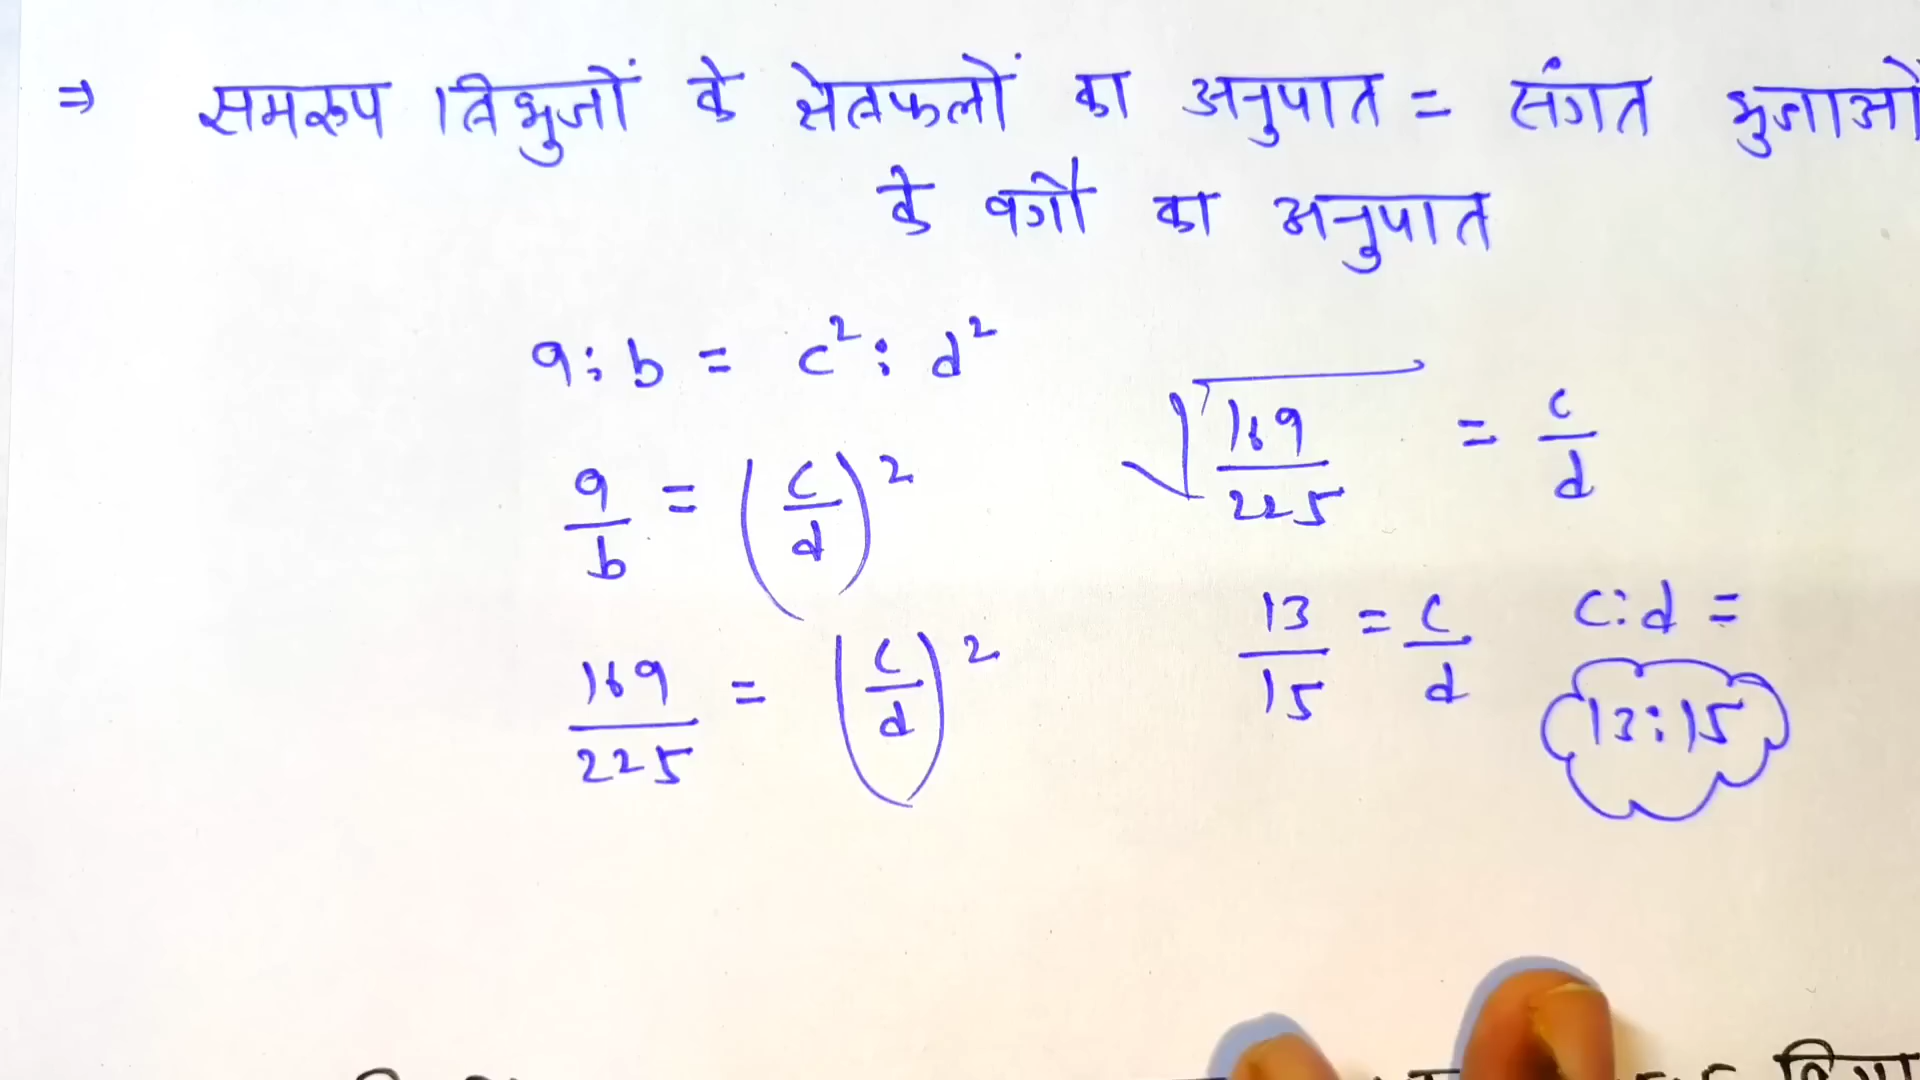 ⇒ समरूप त्रिभुजों के क्षेत्रफलों का अनुपात = संगत भुजाओं
के वर्गों का अनुपात
a : b = c² : d²
a/b = (c/d)²
169/225 = (c/d)²
√169/225 = c/d
13/15 = c/d
c:d =
13:15